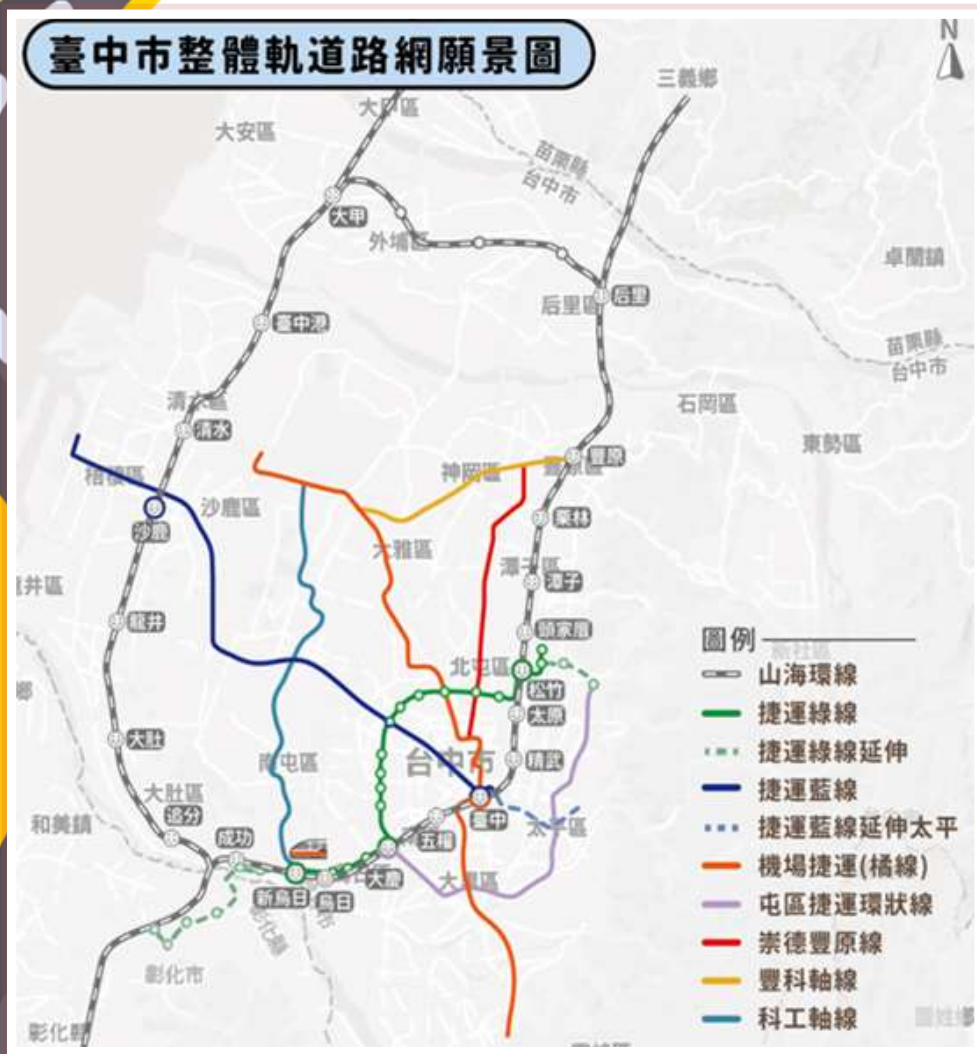 臺中市整體軌道路網願景圖
N
三義鄉
大甲區
大安區
苗栗縣
台中市
大甲
外埔區
卓蘭鎮
后里
后里區
臺中港
苗栗縣
台中市
石岡區
清水區
東勢區
清水
豐原
神岡區
梧棲區
沙鹿區
沙鹿
栗林
大雅區
潭子區
潭子
龍井
頭家厝
北屯區
松竹
太原
大肚
台中市
精武
南屯區
大肚區
臺中
太平區
追分
和美鎮
成功
五權
大慶
新烏日
烏日
大里區
彰化縣
彰化市
彰化縣
圖例
新社區
山海環線
捷運綠線
捷運綠線延伸
捷運藍線
捷運藍線延伸太平
機場捷運(橘線)
屯區捷運環狀線
崇德豐原線
豐科軸線
科工軸線